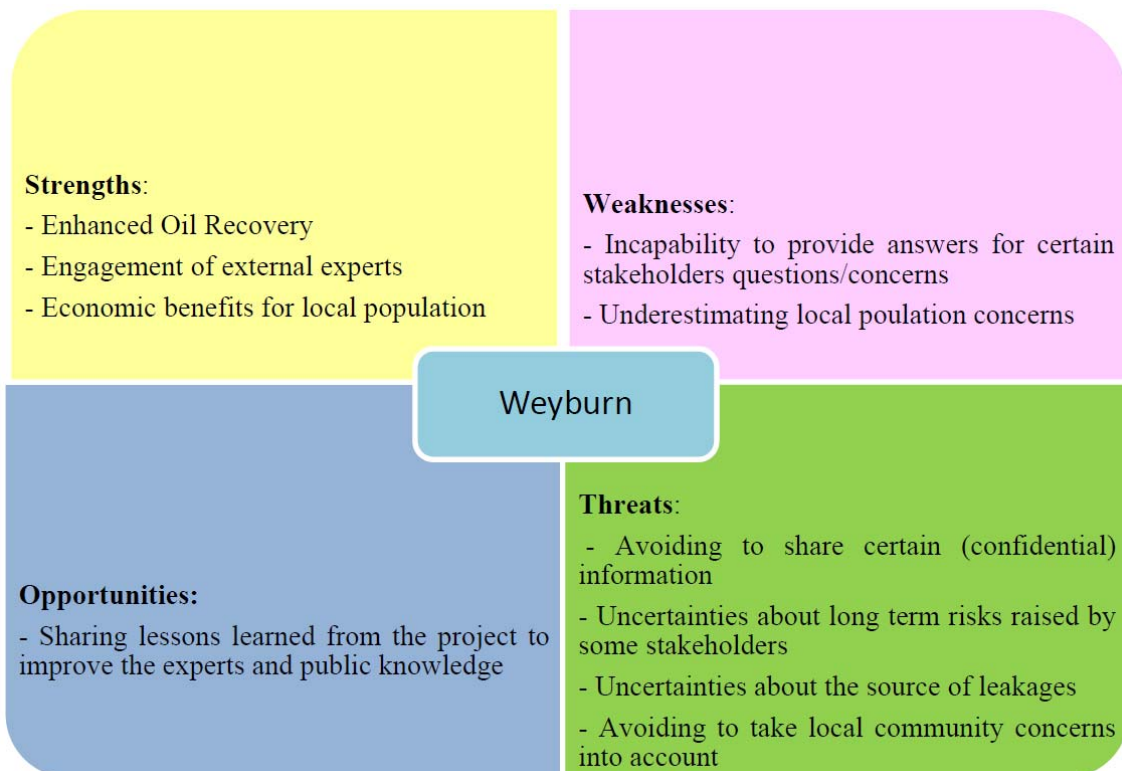 Strengths:
- Enhanced Oil Recovery
- Engagement of external experts
- Economic benefits for local population
Weaknesses:
- Incapability to provide answers for certain
stakeholders questions/concerns
- Underestimating local poulation concerns
Weyburn
Opportunities:
- Sharing lessons learned from the project to
improve the experts and public knowledge
Threats:
- Avoiding to share certain (confidential)
information
- Uncertainties about long term risks raised by
some stakeholders
- Uncertainties about the source of leakages
- Avoiding to take local community concerns
into account